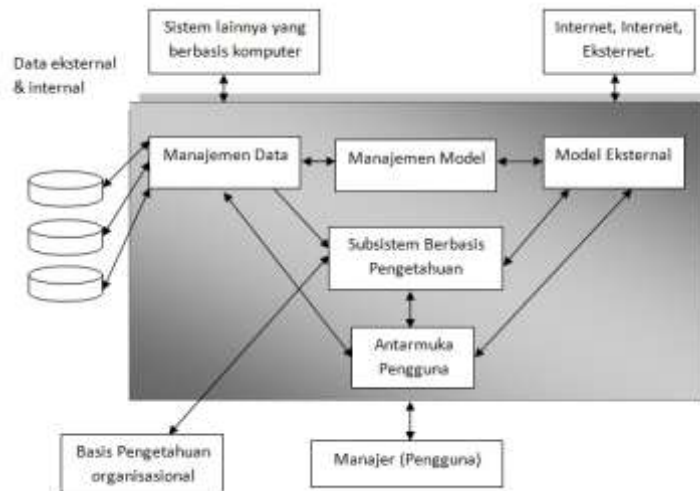 Sistem lainnya yang
berbasis komputer
Internet, Internet,
Eksternet.
Data eksternal
& internal
Manajemen Data
Manajemen Model
Model Eksternal
Subsistem Berbasis
Pengetahuan
Antarmuka
Pengguna
Basis Pengetahuan
organisasional
Manajer (Pengguna)